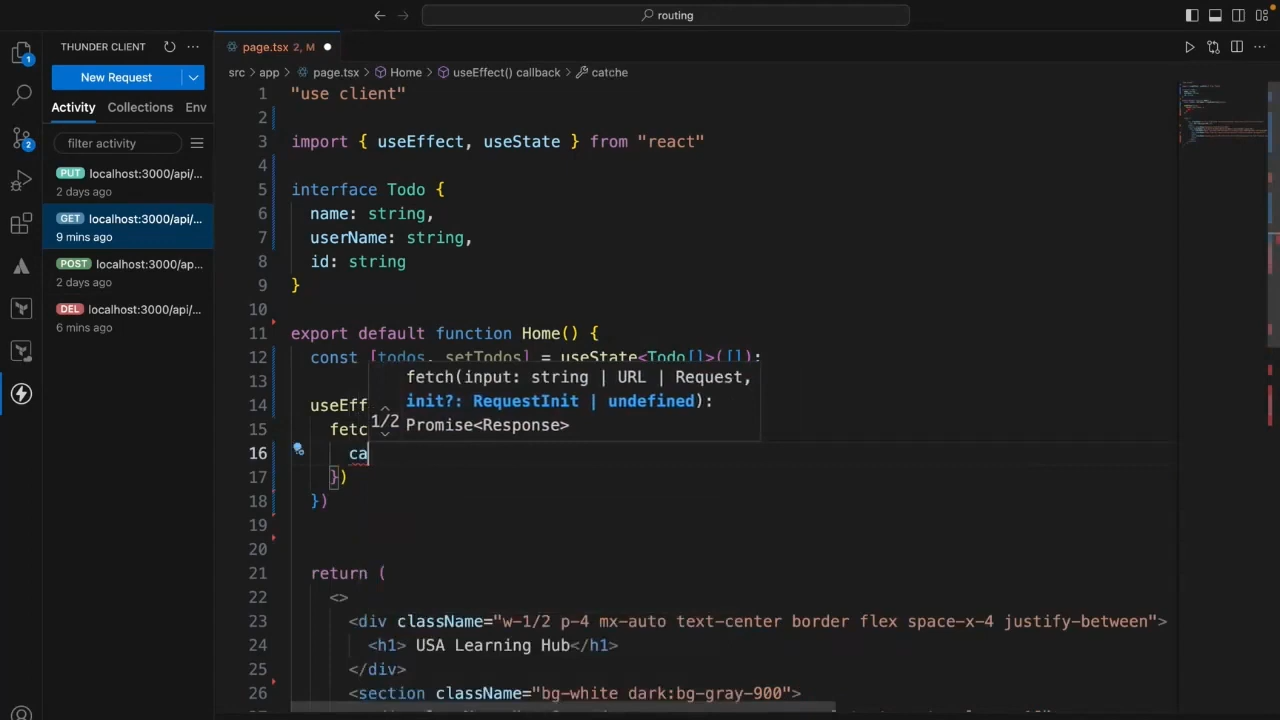 routing
THUNDER CLIENT
New Request
Activity Collections Env
filter activity
PUT localhost:3000/api/...
2 days ago
GET localhost:3000/api/...
9 mins ago
POST localhost:3000/ap...
2 days ago
DEL localhost:3000/api/...
6 mins ago
1
2
page.tsx 2, M
src > app > page.tsx > Home > useEffect() callback > catche
1 "use client"
2
3 import { useEffect, useState } from "react"
4
5 interface Todo {
6 name: string,
7 userName: string,
8 id: string
9 }
10
11 export default function Home() {
12 const [todos, setTodos] = useState<Todo[]>([]);
13
14 useEff
15 fetc
16 ca
17 })
18 })
19
20
21 return (
22 <>
23 <div className="w-1/2 p-4 mx-auto text-center border flex space-x-4 justify-between">
24 <h1> USA Learning Hub</h1>
25 </div>
26 <section className="bg-white dark:bg-gray-900">
fetch(input: string | URL | Request,
1/2 init?: RequestInit | undefined):
Promise<Response>